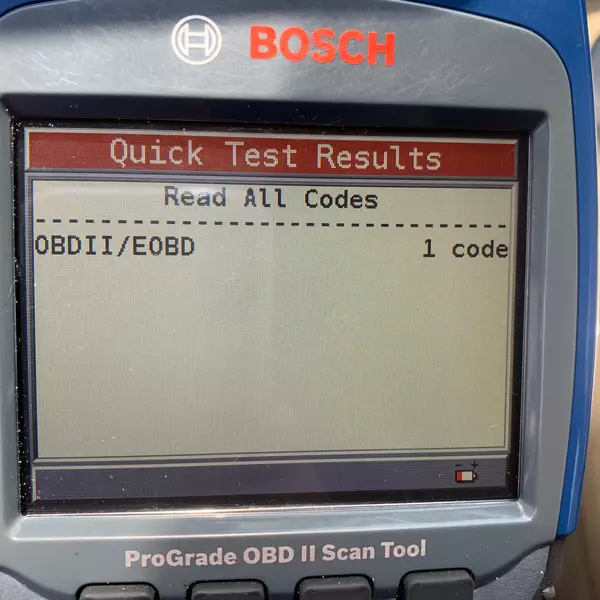 BOSCH
Quick Test Results
Read All Codes
OBDII/EOBD 1 code
ProGrade OBD II Scan Tool